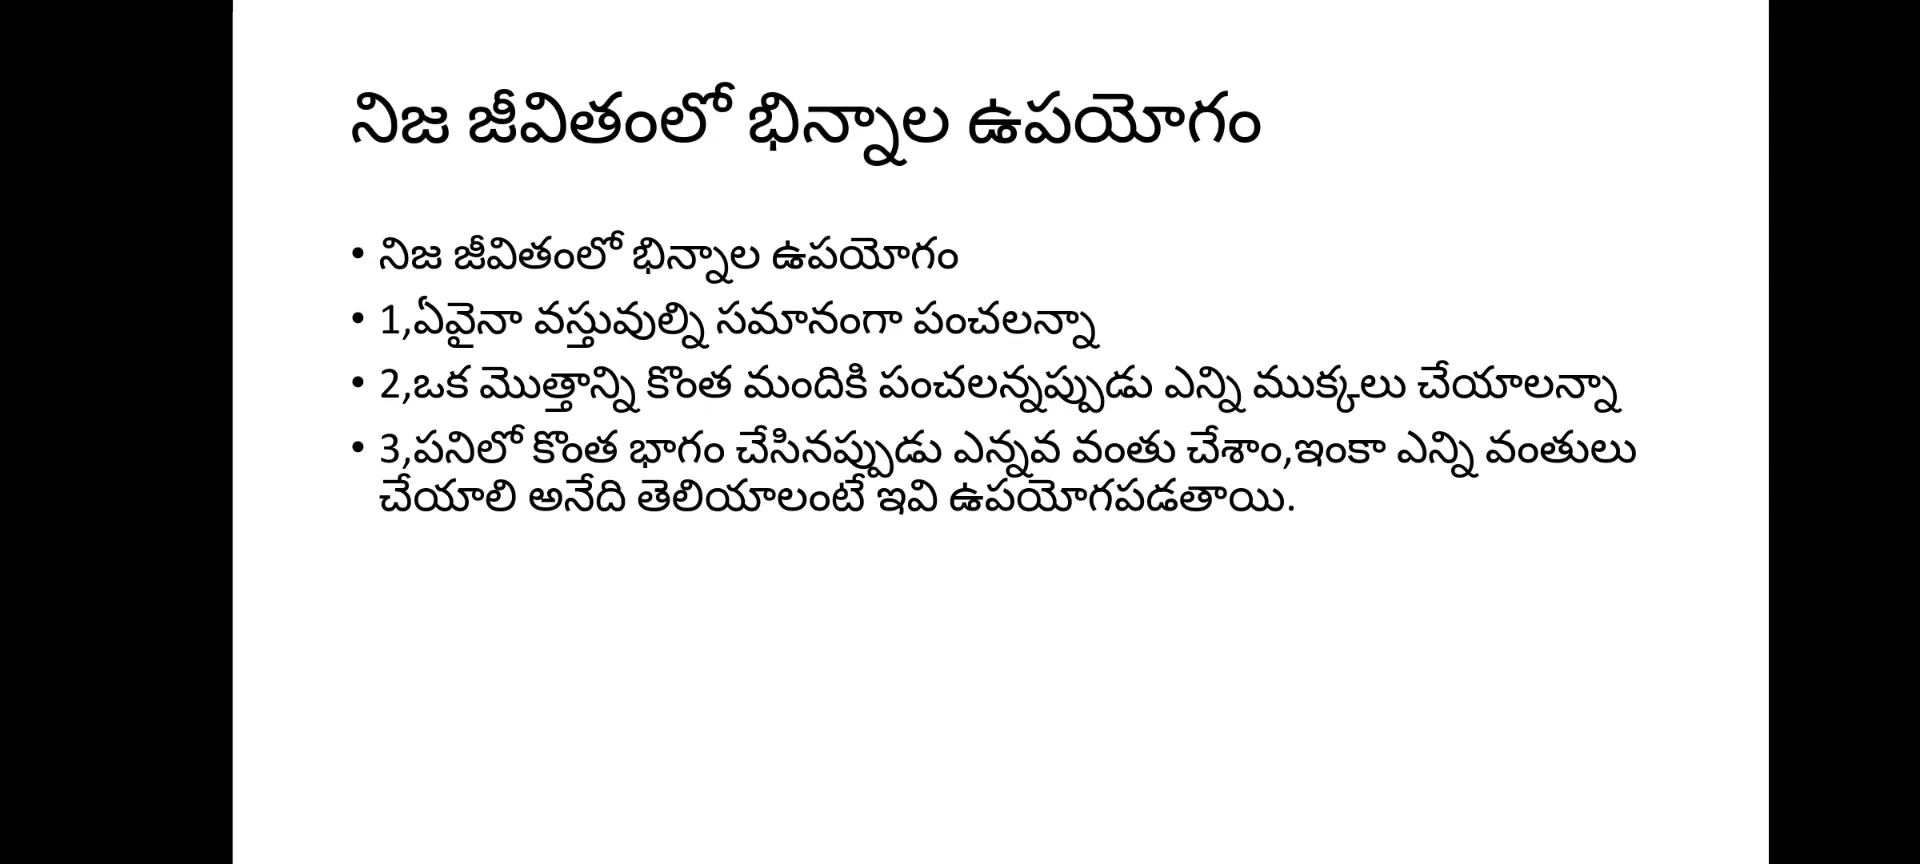 నిజ జీవితంలో భిన్నాల ఉపయోగం
• నిజ జీవితంలో భిన్నాల ఉపయోగం
• 1,ఏవైనా వస్తువుల్ని సమానంగా పంచలన్నా
• 2,ఒక మొత్తాన్ని కొంత మందికి పంచలన్నప్పుడు ఎన్ని ముక్కలు చేయాలన్నా
• 3,పనిలో కొంత భాగం చేసినప్పుడు ఎన్నవ వంతు చేశాం,ఇంకా ఎన్ని వంతులు
చేయాలి అనేది తెలియాలంటే ఇవి ఉపయోగపడతాయి.